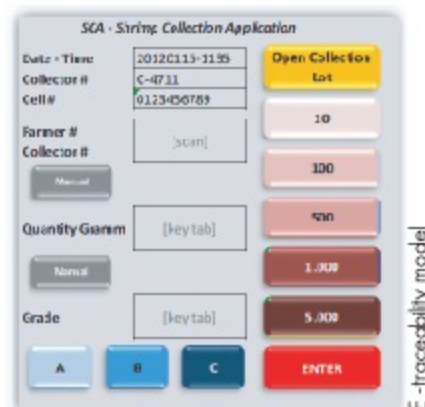 SCA - Shrimp Collection Application
Date - Time 20120115-1135
Collector # C-4711
Cell # 0123456789
Farmer #
Collector #
[scan]
Manual
Quantity Gramm [key tab]
Manual
Grade [key tab]
A B C
Open Collection
Lot
10
100
500
1.000
5.000
ENTER
E-traceability model